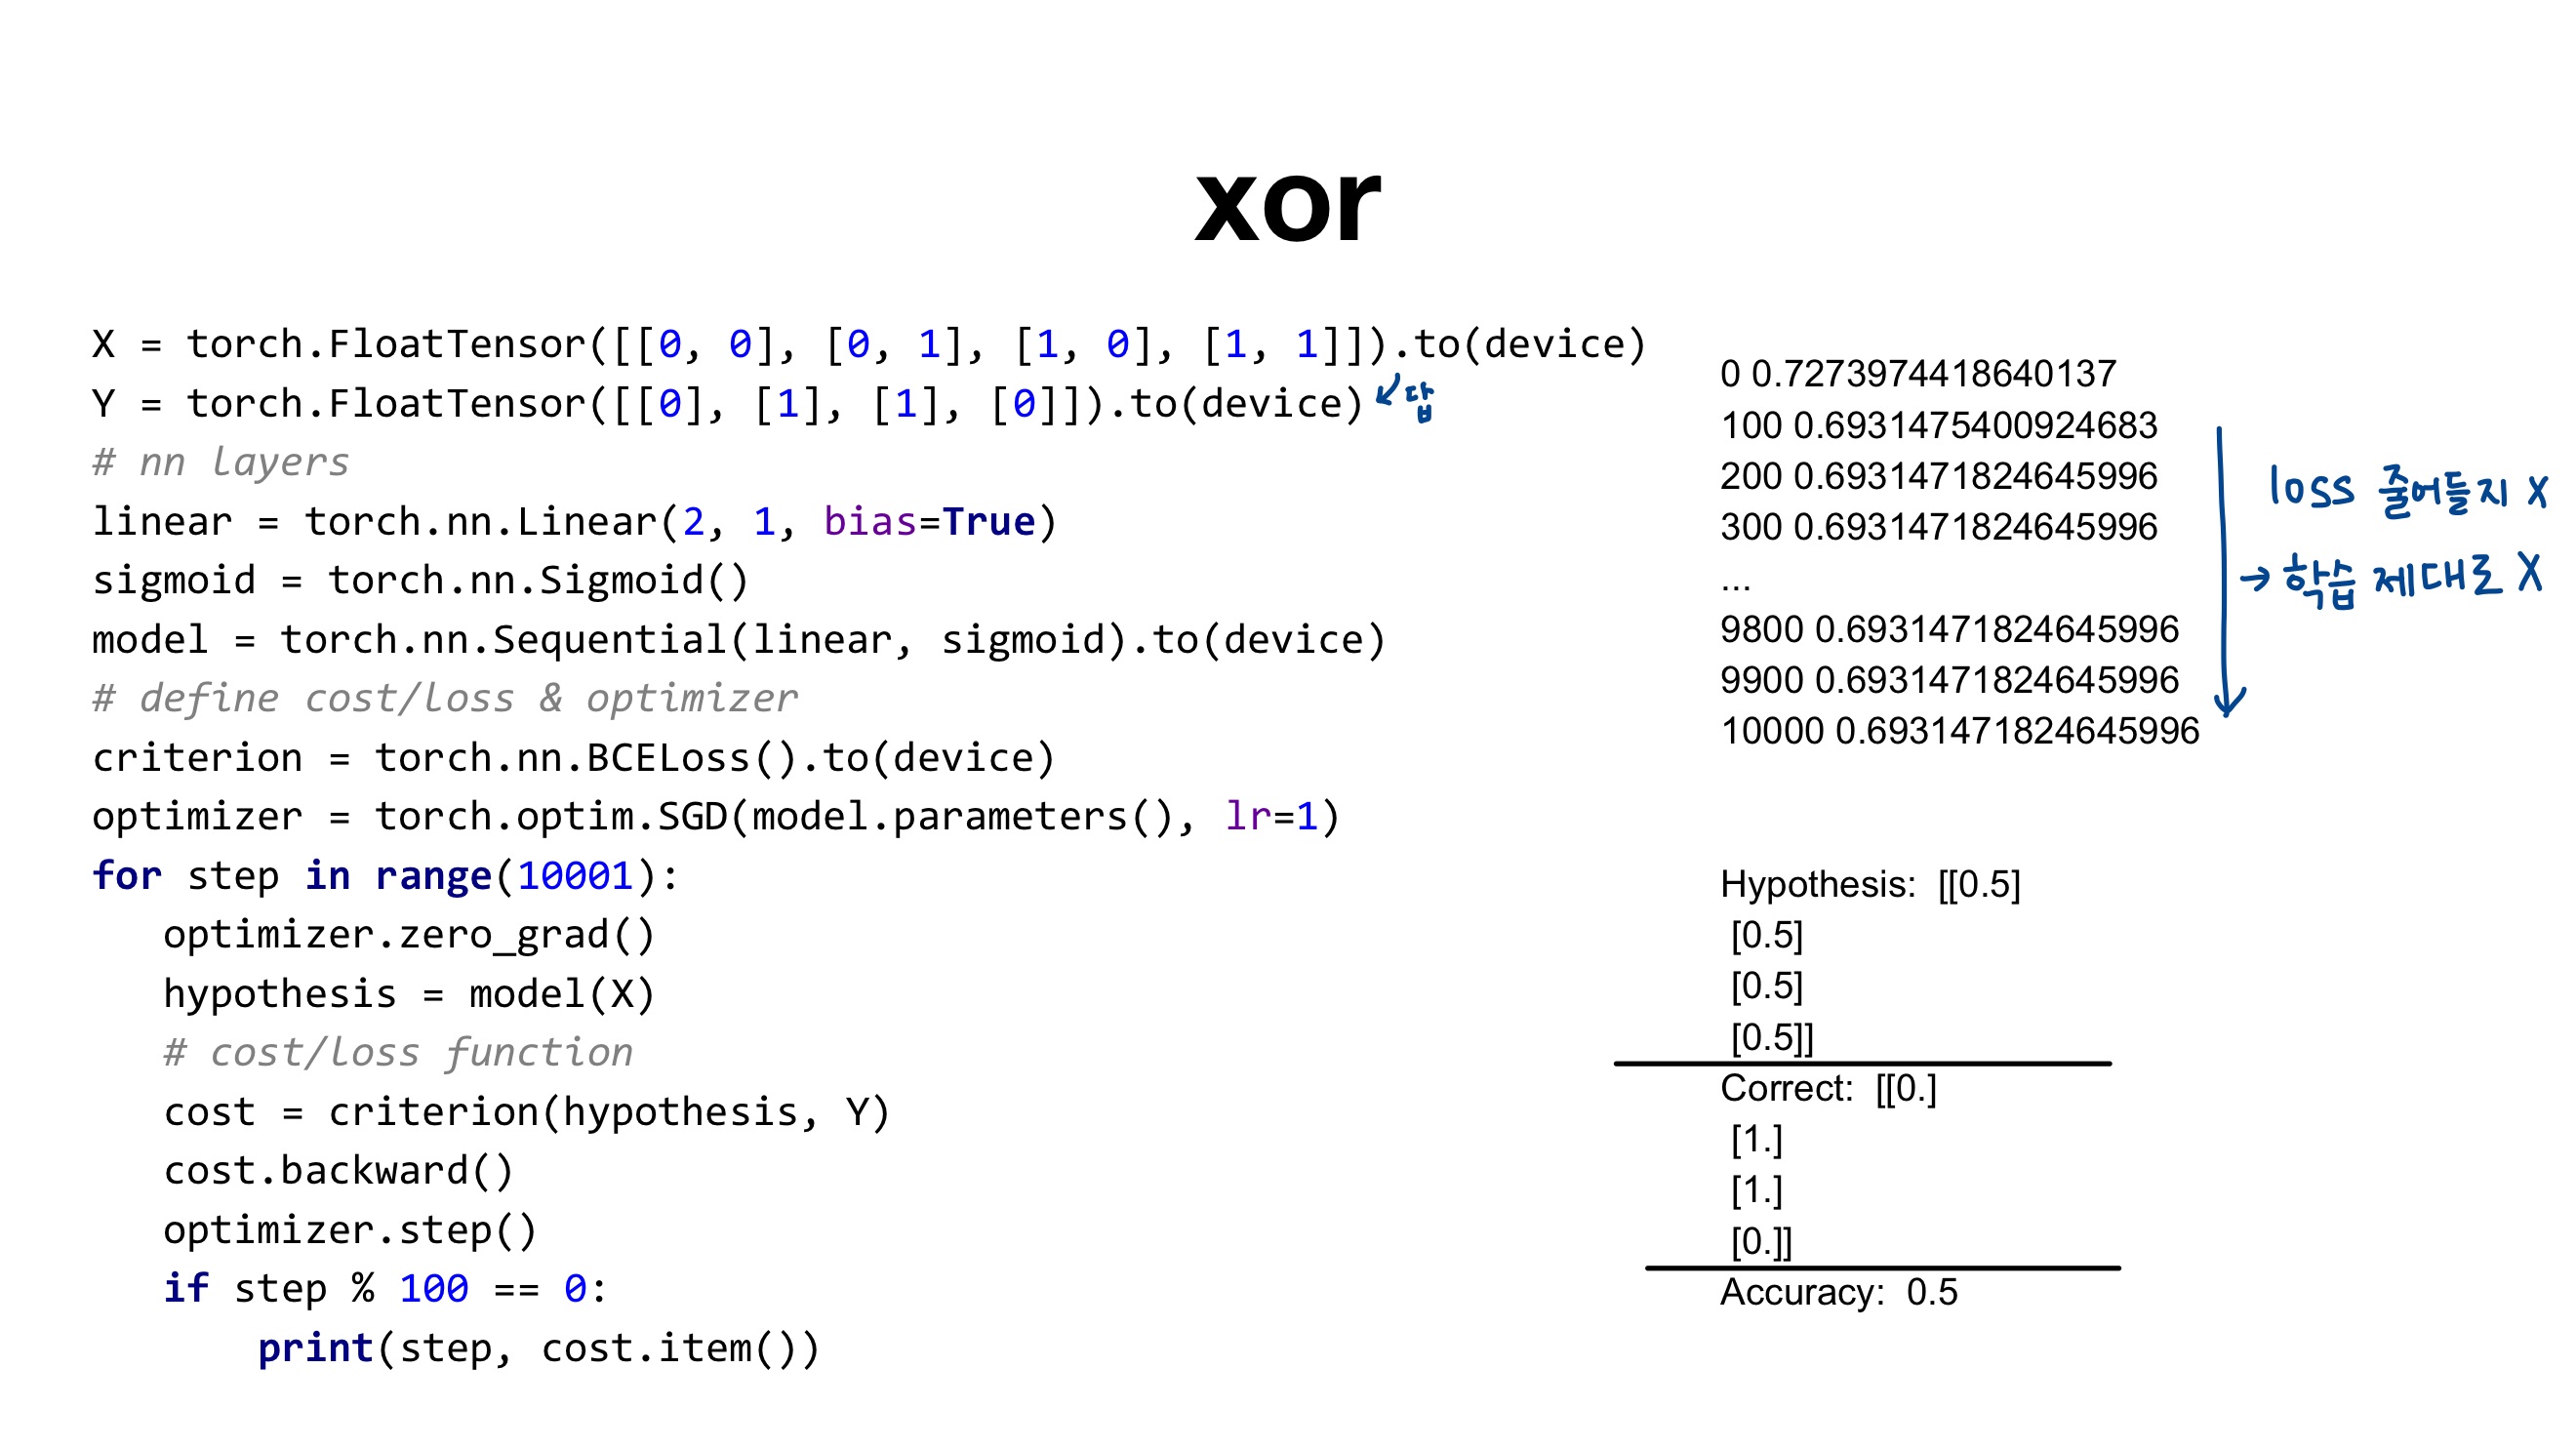 xor
X = torch.FloatTensor([[0, 0], [0, 1], [1, 0], [1, 1]]).to(device)
Y = torch.FloatTensor([[0], [1], [1], [0]]).to(device) ↙답
# nn layers
linear = torch.nn.Linear(2, 1, bias=True)
sigmoid = torch.nn.Sigmoid()
model = torch.nn.Sequential(linear, sigmoid).to(device)
# define cost/loss & optimizer
criterion = torch.nn.BCELoss().to(device)
optimizer = torch.optim.SGD(model.parameters(), lr=1)
for step in range(10001):
optimizer.zero_grad()
hypothesis = model(X)
# cost/loss function
cost = criterion(hypothesis, Y)
cost.backward()
optimizer.step()
if step % 100 == 0:
print(step, cost.item())
0 0.7273974418640137
100 0.6931475400924683
200 0.6931471824645996
300 0.6931471824645996
...
9800 0.6931471824645996
9900 0.6931471824645996
10000 0.6931471824645996
loss 줄어들지 X
→ 학습 제대로 X
Hypothesis: [[0.5]
[0.5]
[0.5]
[0.5]]
Correct: [[0.]
[1.]
[1.]
[0.]]
Accuracy: 0.5